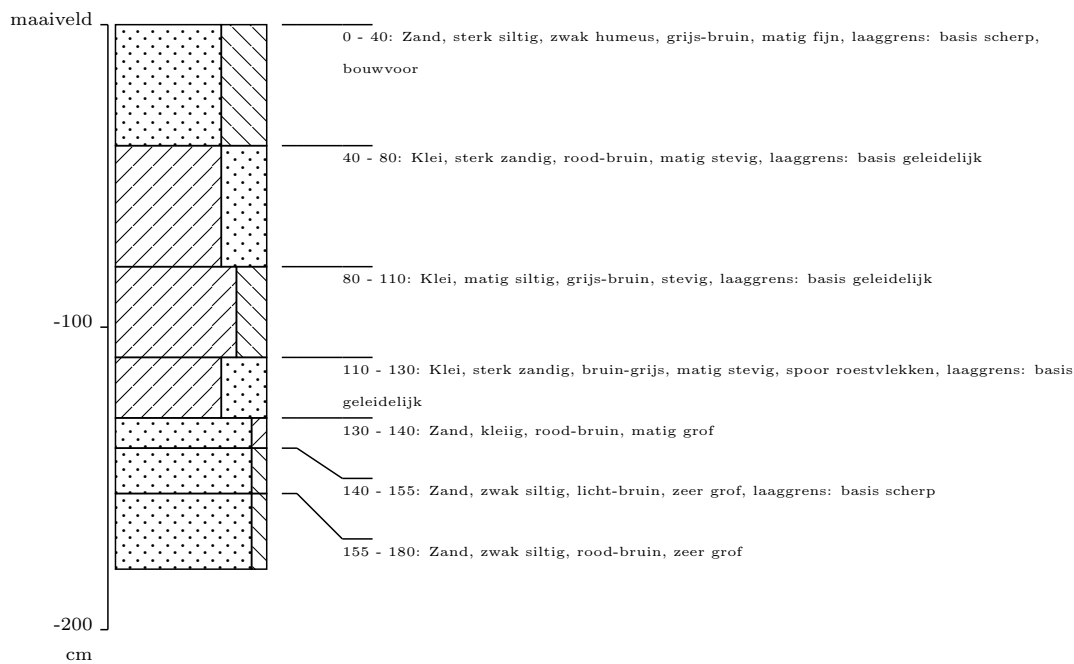 maaiveld
0 - 40: Zand, sterk siltig, zwak humeus, grijs-bruin, matig fijn, laaggrens: basis scherp,
bouwvoor
40 - 80: Klei, sterk zandig, rood-bruin, matig stevig, laaggrens: basis geleidelijk
80 - 110: Klei, matig siltig, grijs-bruin, stevig, laaggrens: basis geleidelijk
-100
110 - 130: Klei, sterk zandig, bruin-grijs, matig stevig, spoor roestvlekken, laaggrens: basis
geleidelijk
130 - 140: Zand, kleiig, rood-bruin, matig grof
140 - 155: Zand, zwak siltig, licht-bruin, zeer grof, laaggrens: basis scherp
155 - 180: Zand, zwak siltig, rood-bruin, zeer grof
-200
cm